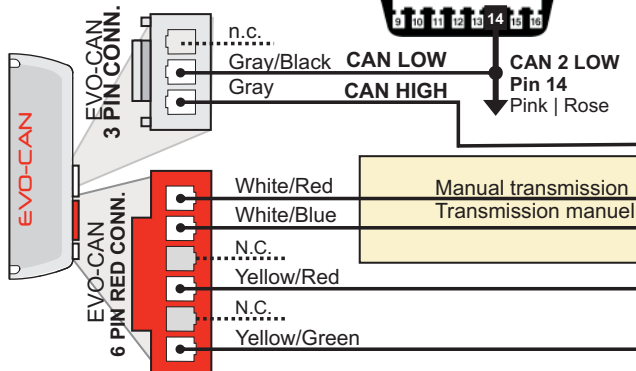 9 10 11 12 13 14 15 16
n.c.
Gray/Black CAN LOW
Gray CAN HIGH
CAN 2 LOW
Pin 14
Pink | Rose
EVO-CAN
3 PIN CONN.
EVO-CAN
White/Red
White/Blue
N.C.
Yellow/Red
N.C.
Yellow/Green
Manual transmission
Transmission manuel
EVO-CAN
6 PIN RED CONN.